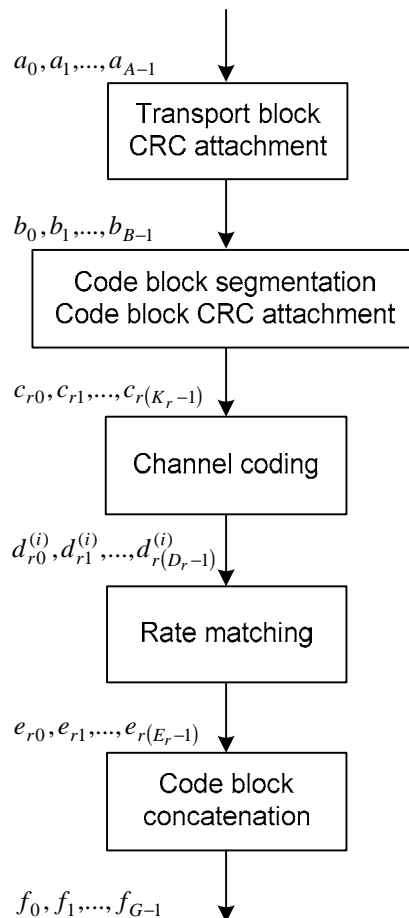 a_0, a_1,..., a_{A-1}
Transport block
CRC attachment
b_0, b_1,..., b_{B-1}
Code block segmentation
Code block CRC attachment
c_{r0}, c_{r1},..., c_{r(K_r-1)}
Channel coding
d_{r0}^{(i)}, d_{r1}^{(i)},..., d_{r(D_r-1)}^{(i)}
Rate matching
e_{r0}, e_{r1},..., e_{r(E_r-1)}
Code block
concatenation
f_0, f_1,..., f_{G-1}